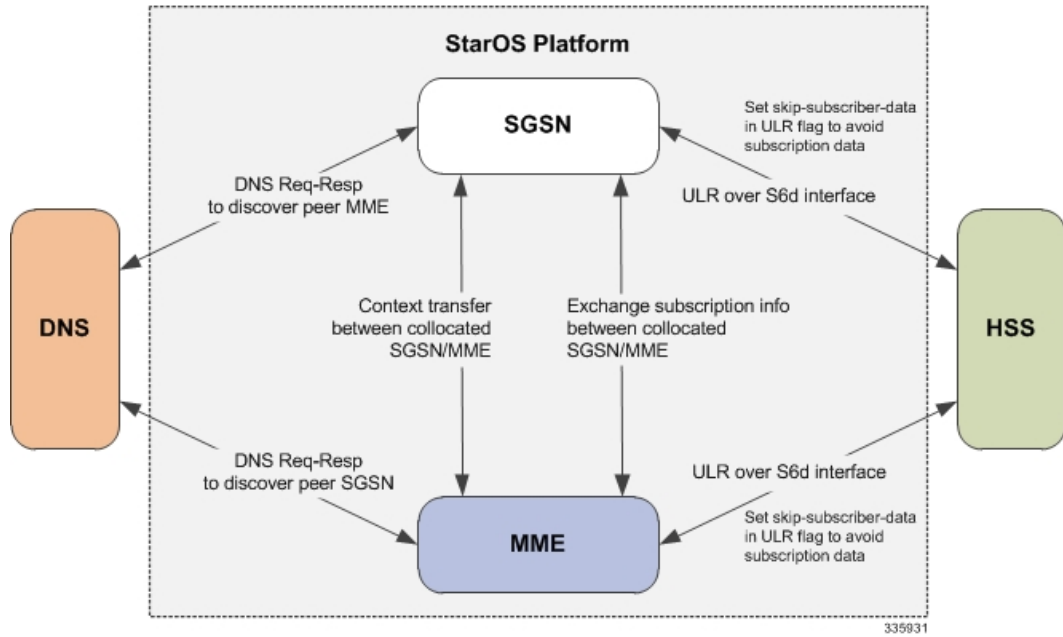 StarOS Platform
SGSN
Set skip-subscriber-data
in ULR flag to avoid
subscription data
DNS Req-Resp
to discover peer MME
ULR over S6d interface
DNS
Context transfer
between collocated
SGSN/MME
Exchange subscription info
between collocated
SGSN/MME
HSS
DNS Req-Resp
to discover peer SGSN
ULR over S6d interface
MME
Set skip-subscriber-data
in ULR flag to avoid
subscription data
335931